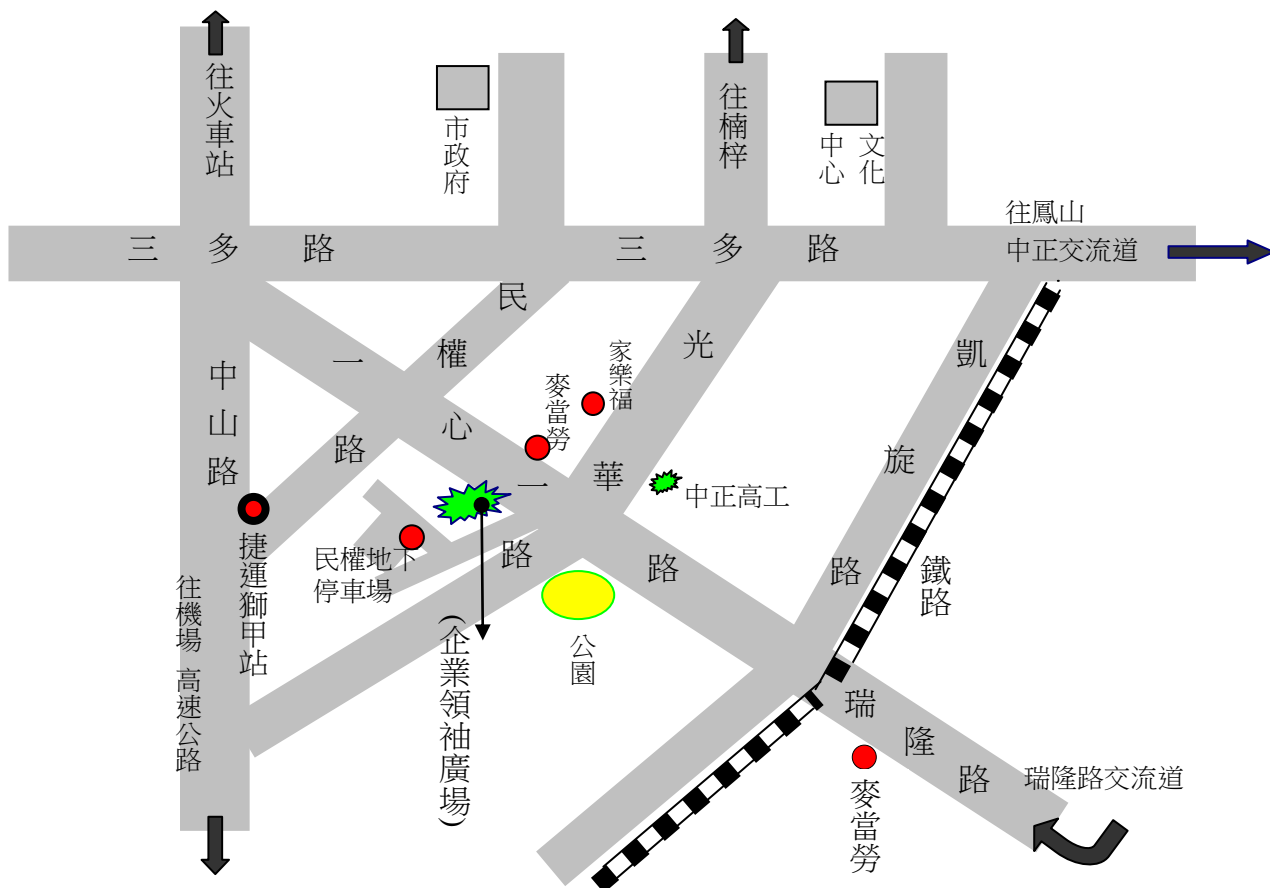 往火車站
市政府
往楠梓
文化
中心
往鳳山
中正交流道
三多路
三多路
民權路
一心一路
光華路
凱旋路
中山路
家樂福
麥當勞
中正高工
捷運獅甲站
民權地下
停車場
鐵路
往機場 高速公路
(企業領袖廣場)
公園
瑞隆路
瑞隆路交流道
麥當勞